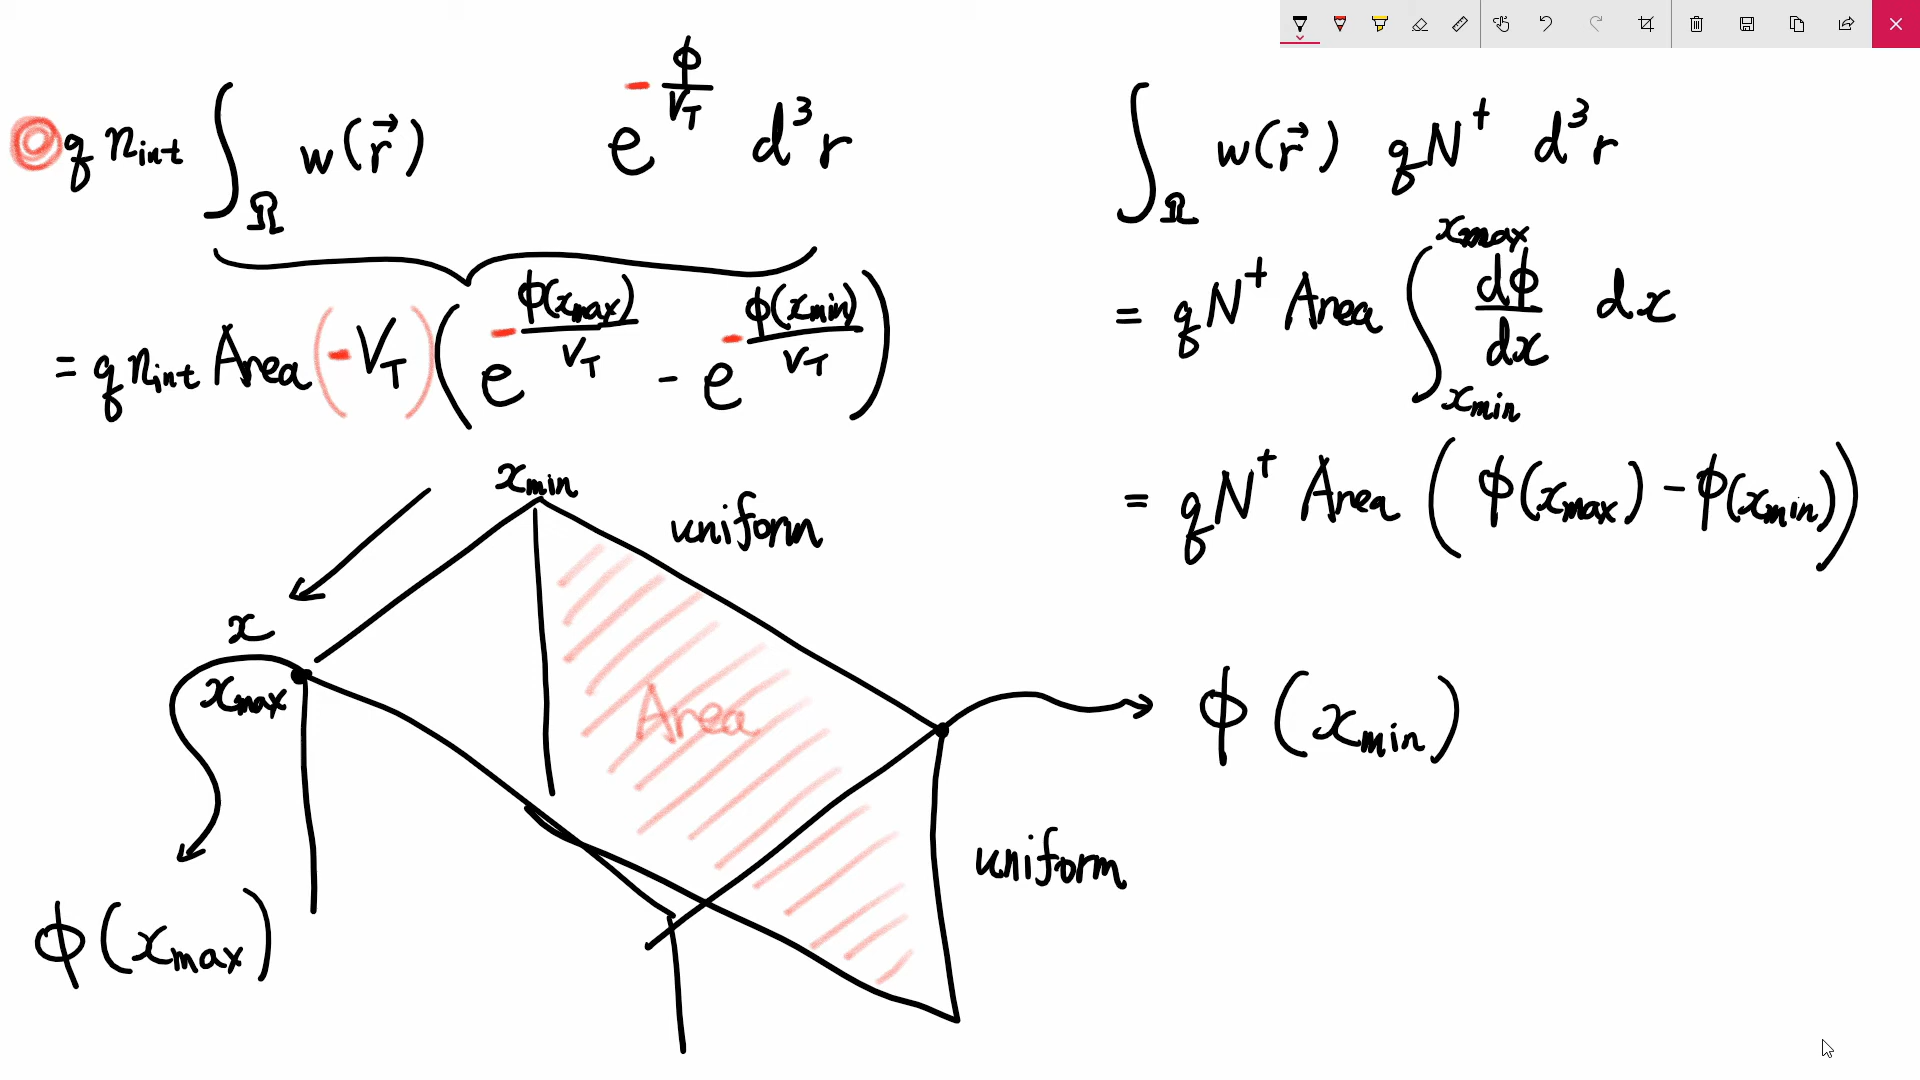 q n_int ∫_Ω w(r⃗) e^(-ϕ/V_T) d³r
= q n_int Area (-V_T) (e^(-ϕ(x_max)/V_T) - e^(-ϕ(x_min)/V_T))
∫_Ω w(r⃗) qN⁺ d³r
= qN⁺ Area ∫_(x_min)^(x_max) dϕ/dx dx
= qN⁺ Area (ϕ(x_max) - ϕ(x_min))
x_min
uniform
x
x_max
Area
ϕ(x_min)
uniform
ϕ(x_max)